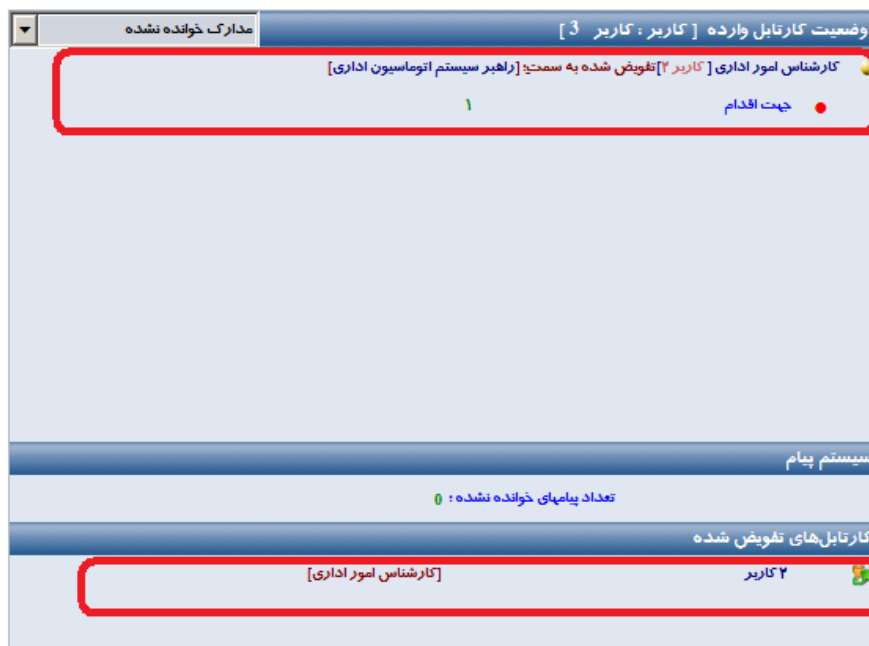 وضعیت کارتابل وارده [ کاربر : کاربر 3 ]
مدارک خوانده نشده
کارشناس امور اداری [ کاربر ۲]تفویض شده به سمت: [راهبر سیستم اتوماسیون اداری]
جهت اقدام ۱
سیستم پیام
تعداد پیامهای خوانده نشده : 0
کارتابل‌های تفویض شده
۲ کاربر [کارشناس امور اداری]